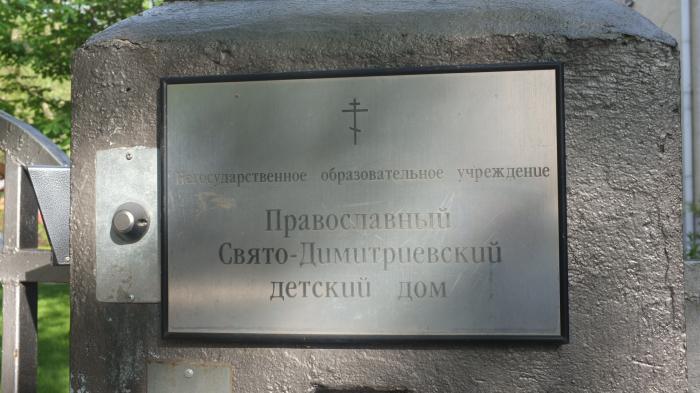 Негосударственное образовательное учреждение
Православный
Свято-Димитриевский
детский дом